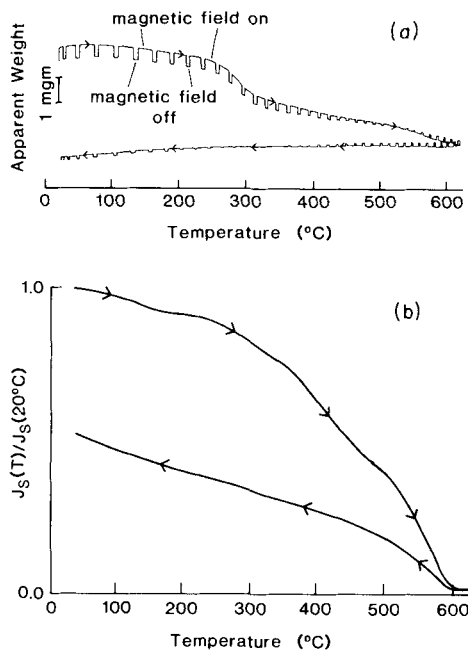 (a)
magnetic field on
magnetic field
off
1 mgm
Apparent Weight
0 100 200 300 400 500 600
Temperature (°C)
(b)
1.0
0.0
J_S(T)/J_S(20°C)
0 100 200 300 400 500 600
Temperature (°C)